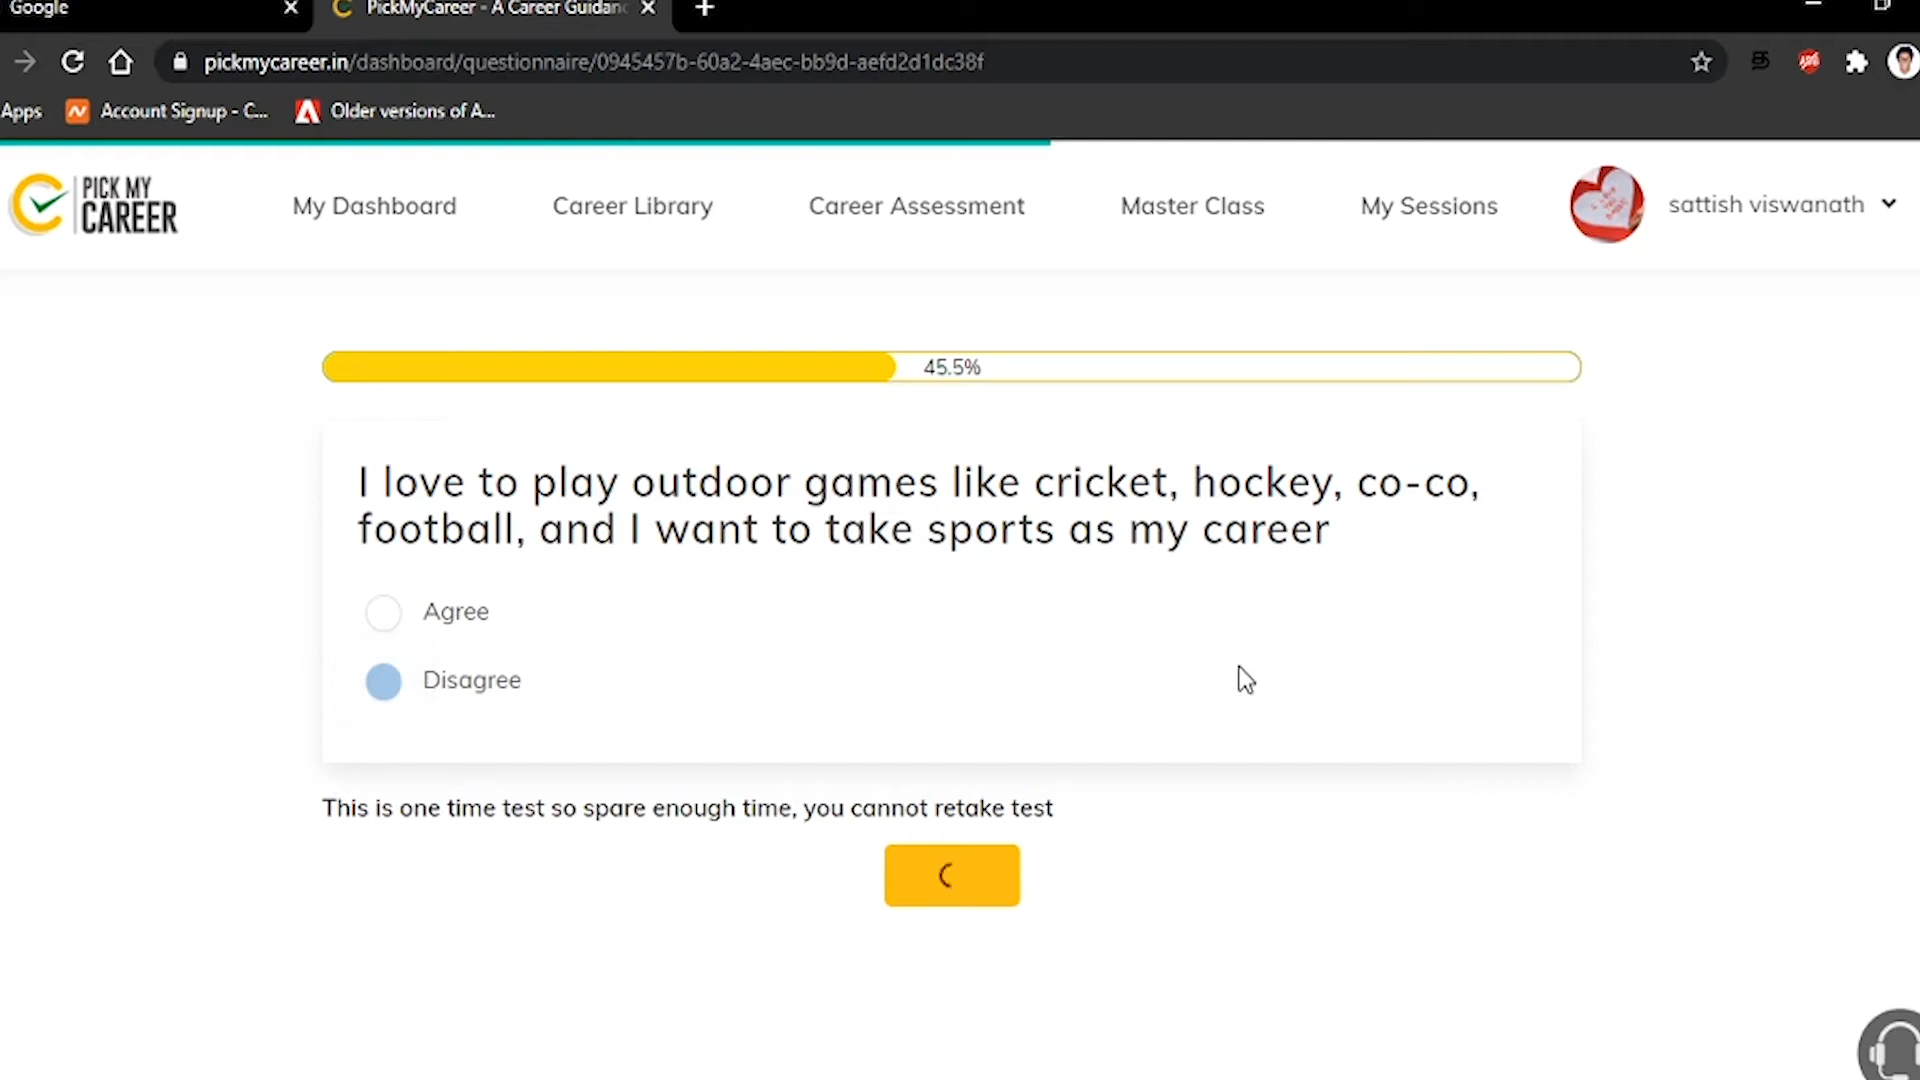 Google
PickMyCareer - A Career Guidan
pickmycareer.in/dashboard/questionnaire/0945457b-60a2-4aec-bb9d-aefd2d1dc38f
Apps
Account Signup - C...
Older versions of A...
PICK MY
CAREER
My Dashboard
Career Library
Career Assessment
Master Class
My Sessions
sattish viswanath
45.5%
I love to play outdoor games like cricket, hockey, co-co,
football, and I want to take sports as my career
Agree
Disagree
This is one time test so spare enough time, you cannot retake test